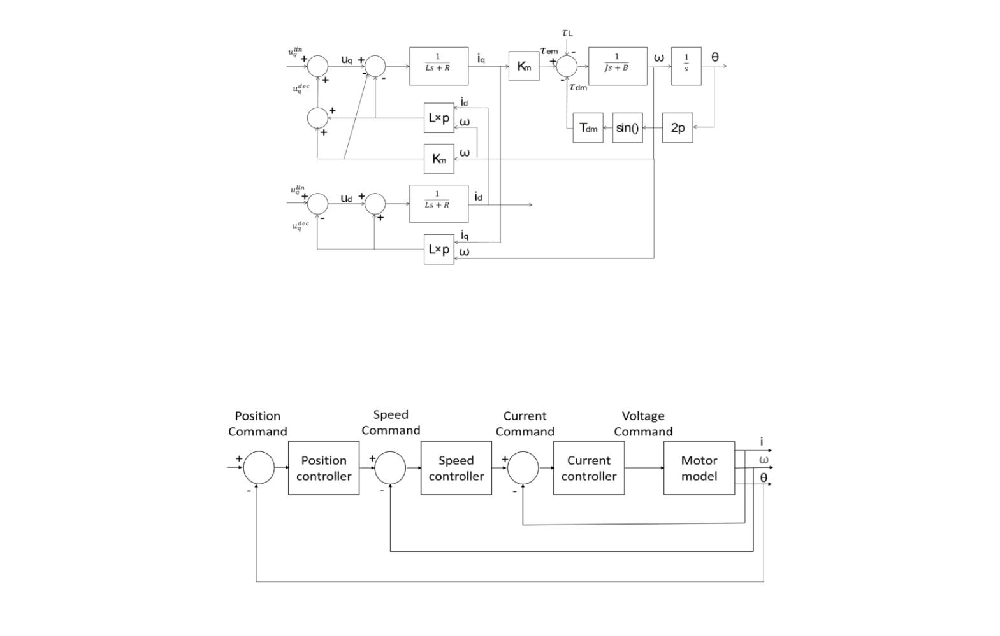 τL
u_q^lin + uq + 1/(Ls + R) iq Km τem + - 1/(Js + B) ω 1/s θ
- -
+ -
u_q^dec τdm
id
+ L×p ω Tdm sin() 2p
+
Km ω
u_q^lin + ud + 1/(Ls + R) id
u_q^dec - +
iq
L×p ω
Position Command
Speed Command
Current Command
Voltage Command
i
+ Position controller + Speed controller + Current controller Motor model ω
θ
- - -